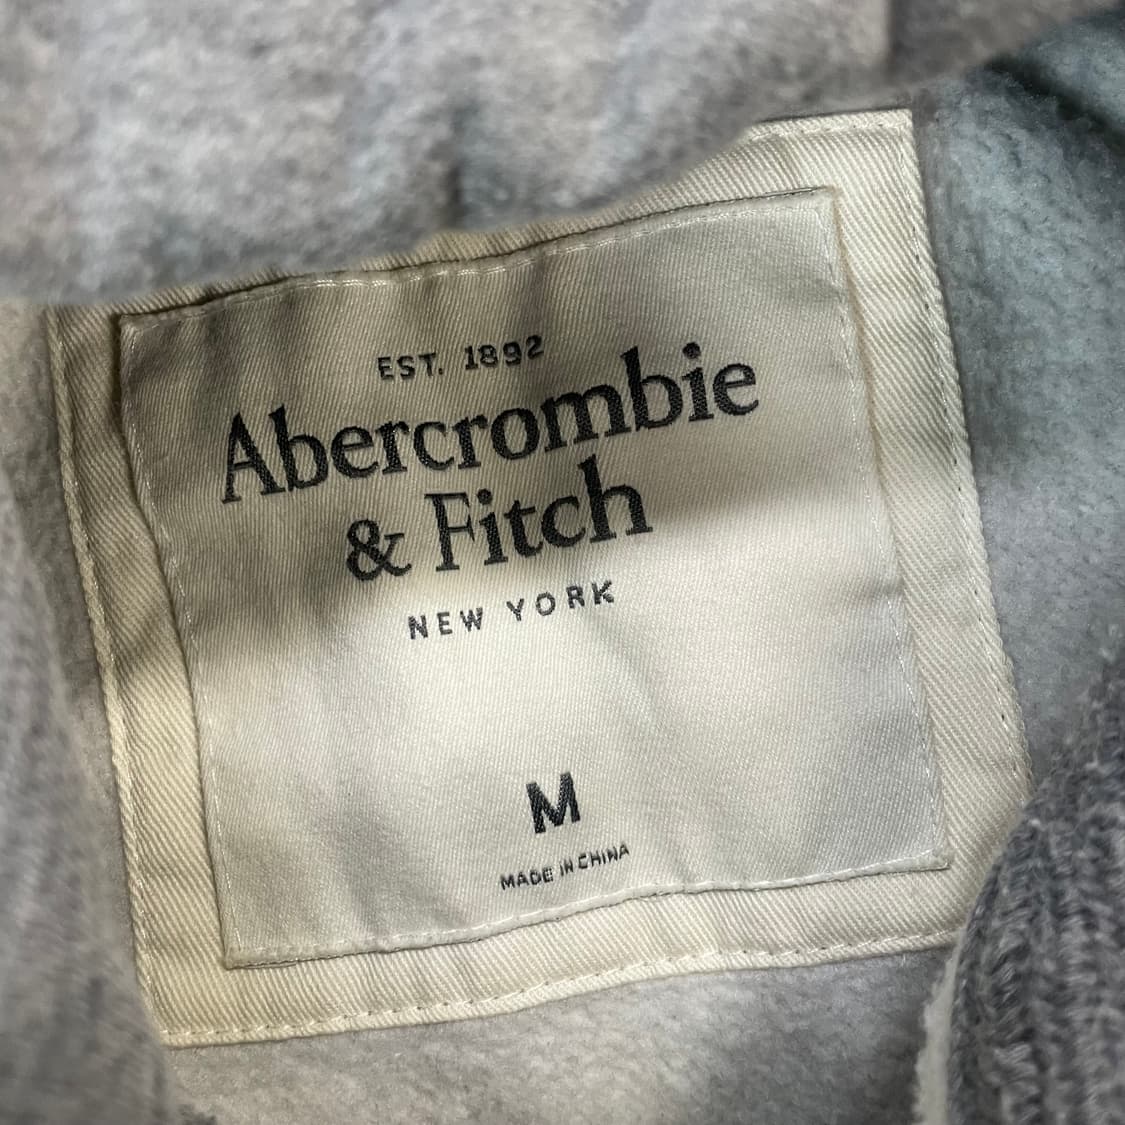 EST. 1892
Abercrombie
& Fitch
NEW YORK
M
MADE IN CHINA